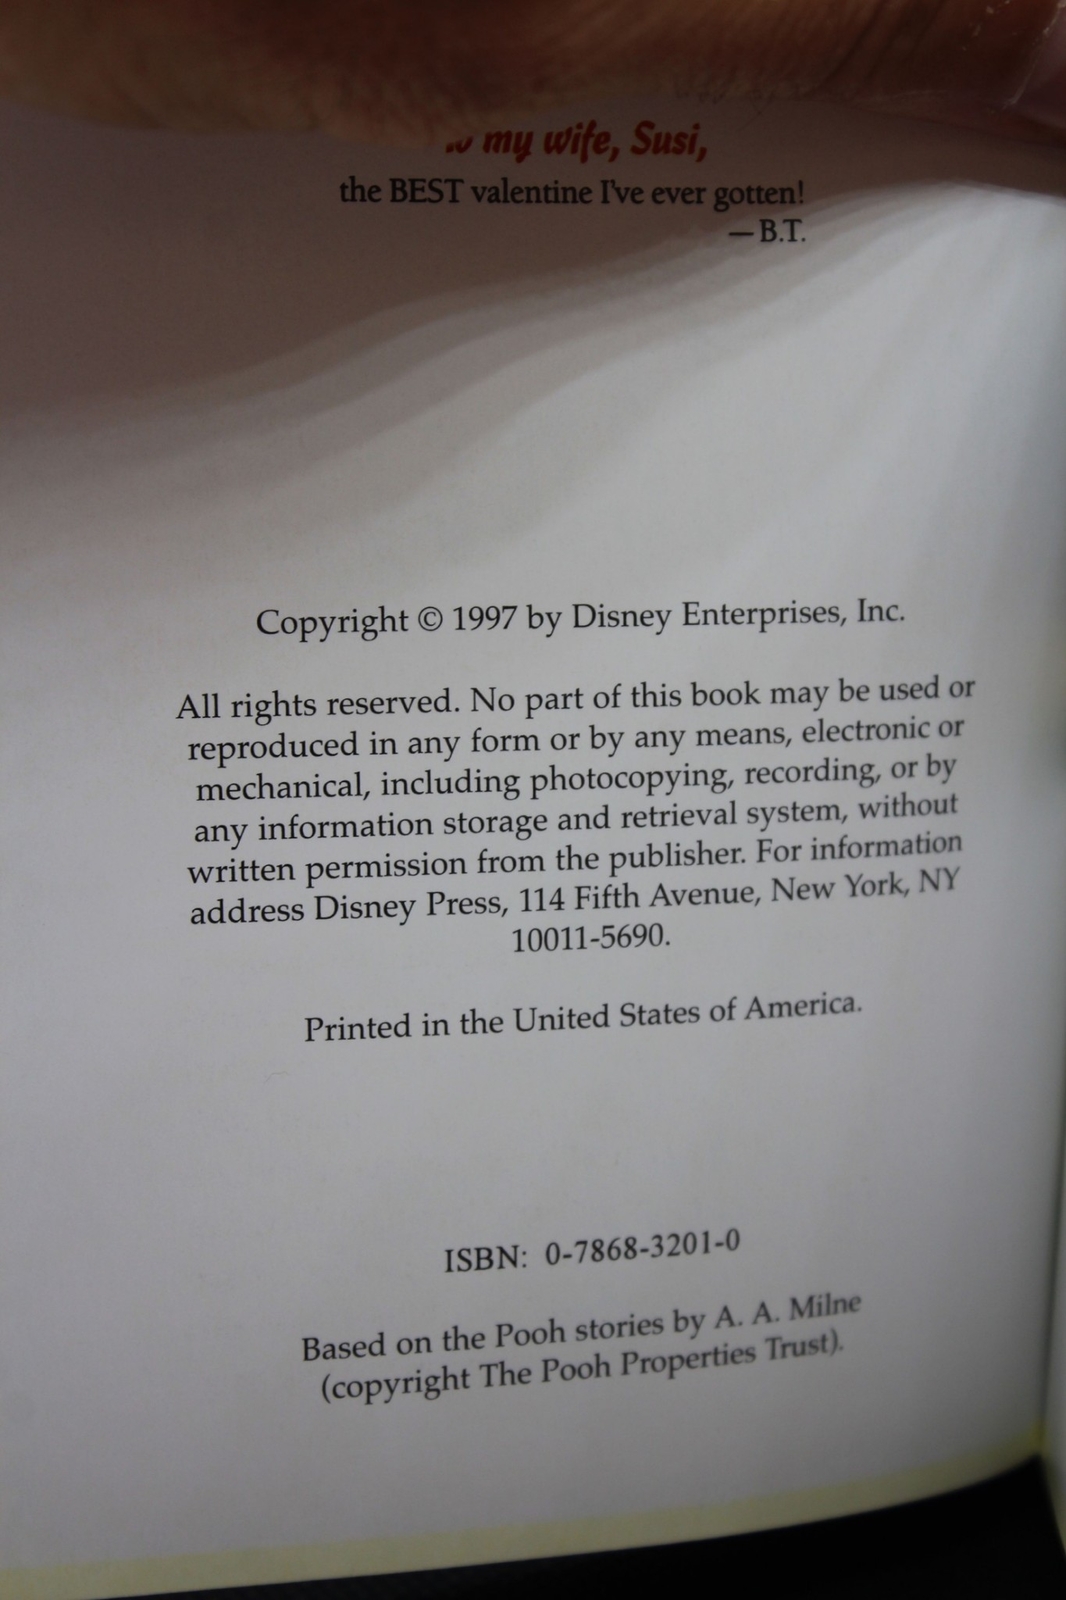 my wife, Susi,
the BEST valentine I've ever gotten!
—B.T.
Copyright © 1997 by Disney Enterprises, Inc.
All rights reserved. No part of this book may be used or
reproduced in any form or by any means, electronic or
mechanical, including photocopying, recording, or by
any information storage and retrieval system, without
written permission from the publisher. For information
address Disney Press, 114 Fifth Avenue, New York, NY
10011-5690.
Printed in the United States of America.
ISBN: 0-7868-3201-0
Based on the Pooh stories by A. A. Milne
(copyright The Pooh Properties Trust).